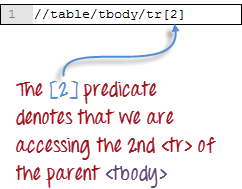 1 //table/tbody/tr[2]
The [2] predicate
denotes that we are
accessing the 2nd <tr> of
the parent <tbody>